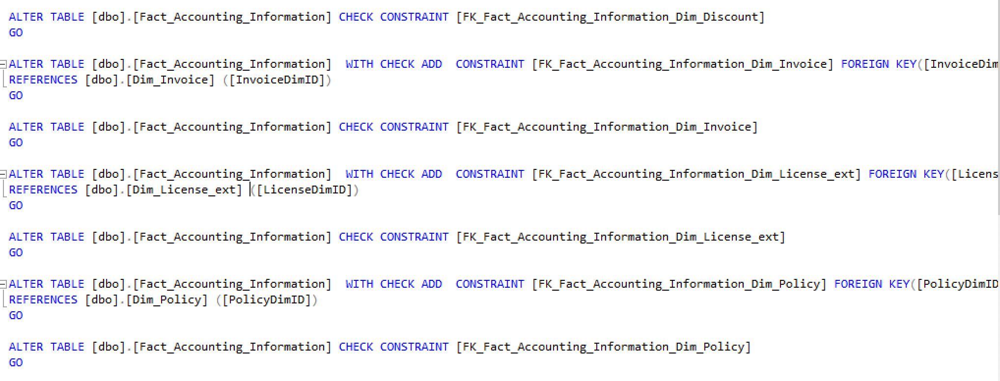 ALTER TABLE [dbo].[Fact_Accounting_Information] CHECK CONSTRAINT [FK_Fact_Accounting_Information_Dim_Discount]
GO
ALTER TABLE [dbo].[Fact_Accounting_Information]  WITH CHECK ADD  CONSTRAINT [FK_Fact_Accounting_Information_Dim_Invoice] FOREIGN KEY([InvoiceDim
REFERENCES [dbo].[Dim_Invoice] ([InvoiceDimID])
GO
ALTER TABLE [dbo].[Fact_Accounting_Information] CHECK CONSTRAINT [FK_Fact_Accounting_Information_Dim_Invoice]
GO
ALTER TABLE [dbo].[Fact_Accounting_Information]  WITH CHECK ADD  CONSTRAINT [FK_Fact_Accounting_Information_Dim_License_ext] FOREIGN KEY([Licens
REFERENCES [dbo].[Dim_License_ext] ([LicenseDimID])
GO
ALTER TABLE [dbo].[Fact_Accounting_Information] CHECK CONSTRAINT [FK_Fact_Accounting_Information_Dim_License_ext]
GO
ALTER TABLE [dbo].[Fact_Accounting_Information]  WITH CHECK ADD  CONSTRAINT [FK_Fact_Accounting_Information_Dim_Policy] FOREIGN KEY([PolicyDimID
REFERENCES [dbo].[Dim_Policy] ([PolicyDimID])
GO
ALTER TABLE [dbo].[Fact_Accounting_Information] CHECK CONSTRAINT [FK_Fact_Accounting_Information_Dim_Policy]
GO